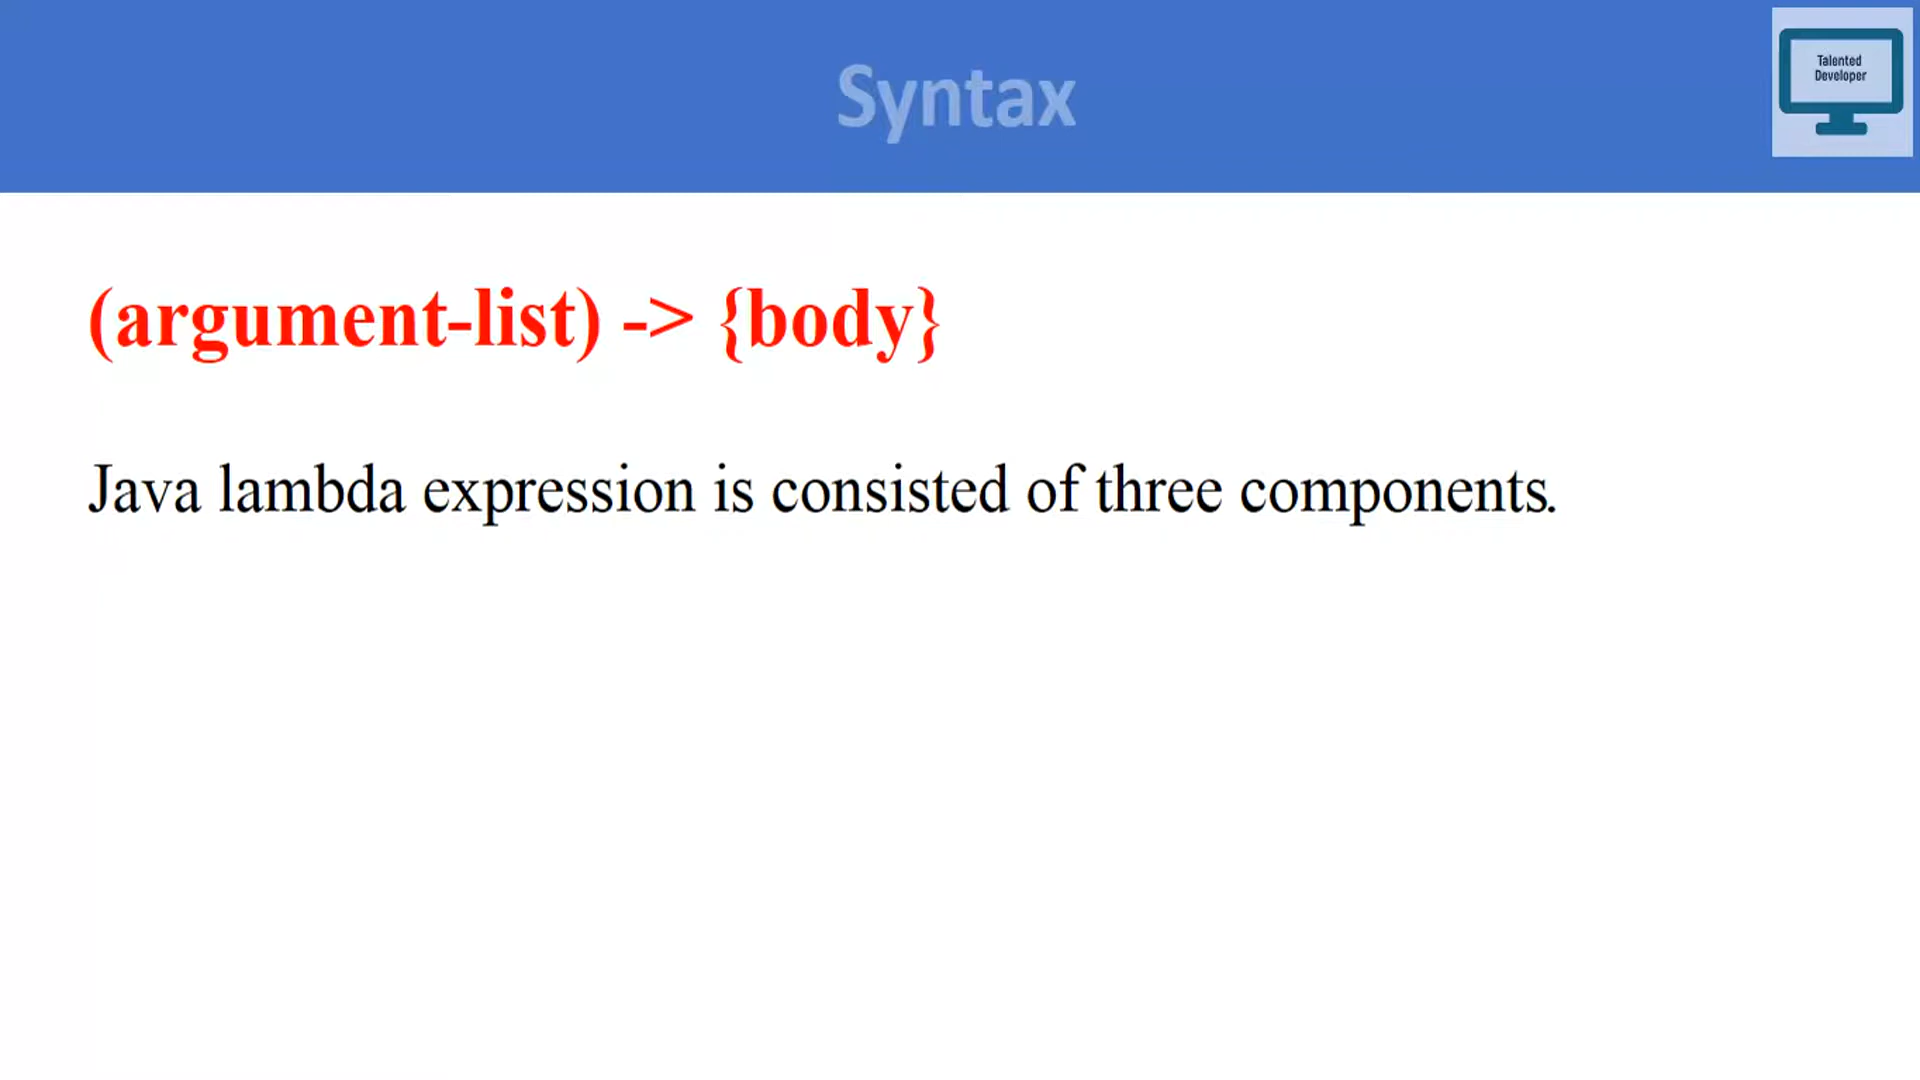 Syntax
Talented
Developer
(argument-list) -> {body}
Java lambda expression is consisted of three components.